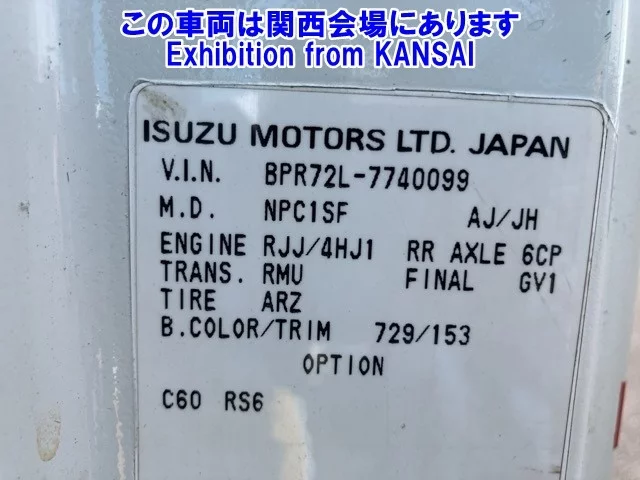 この車両は関西会場にあります
Exhibition from KANSAI
ISUZU MOTORS LTD. JAPAN
V.I.N. BPR72L-7740099
M.D. NPC1SF AJ/JH
ENGINE RJJ/4HJ1 RR AXLE 6CP
TRANS. RMU FINAL GV1
TIRE ARZ
B.COLOR/TRIM 729/153
OPTION
C60 RS6